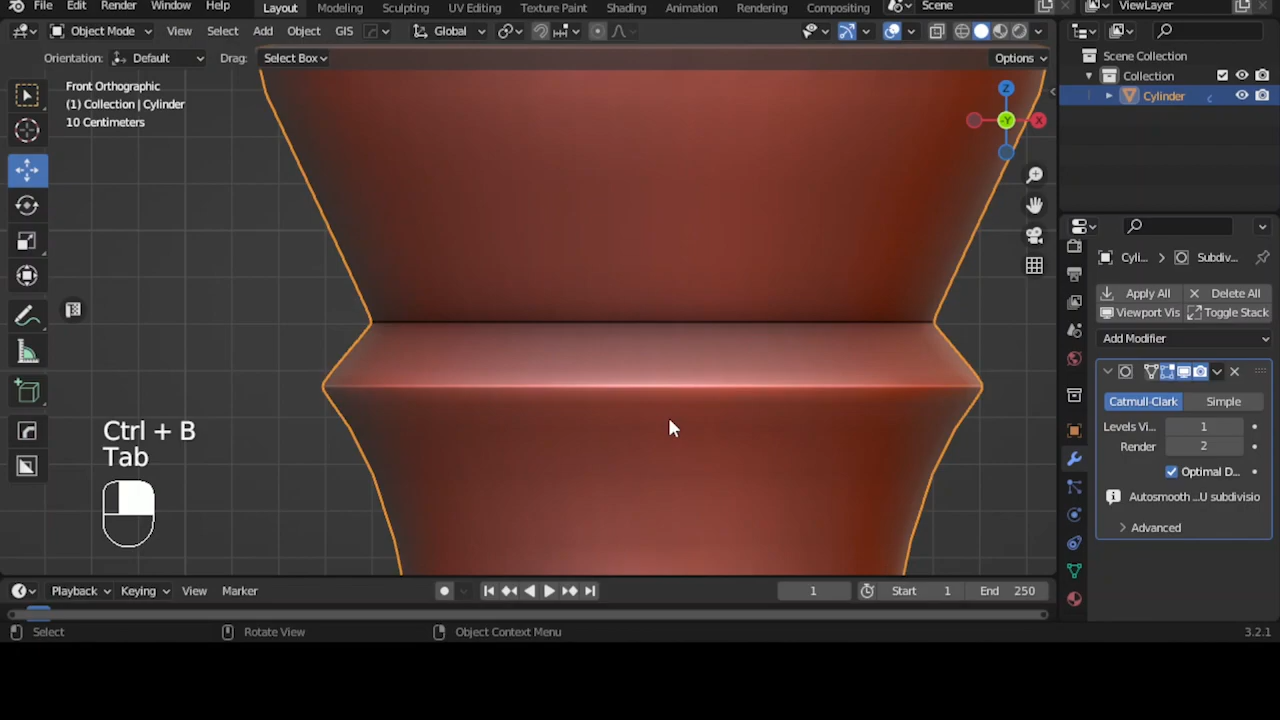 File Edit Render Window Help Layout Modeling Sculpting UV Editing Texture Paint Shading Animation Rendering Compositing Scene ViewLayer
Object Mode View Select Add Object GIS Global
Orientation: Default Drag: Select Box Options
Front Orthographic
(1) Collection | Cylinder
10 Centimeters
Z
-Y
X
Scene Collection
Collection
Cylinder
Cyli... > Subdiv...
Apply All Delete All
Viewport Vis Toggle Stack
Add Modifier
Catmull-Clark Simple
Levels Vi... 1
Render 2
Optimal D...
Autosmooth ...U subdivisio
Advanced
Ctrl + B
Tab
Playback Keying View Marker 1 Start 1 End 250
Select Rotate View Object Context Menu 3.2.1